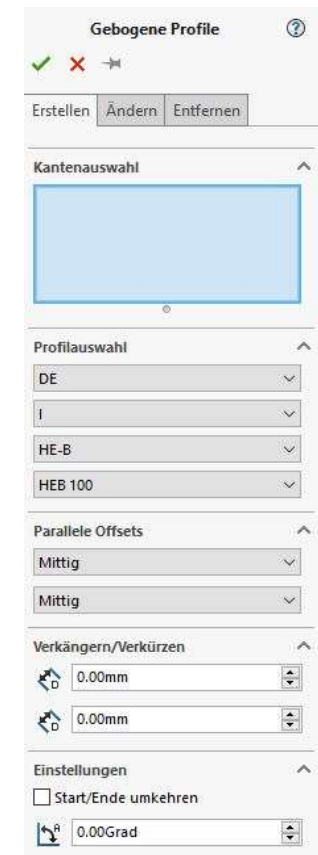 Gebogene Profile
Erstellen Ändern Entfernen
Kantenauswahl
Profilauswahl
DE
I
HE-B
HEB 100
Parallele Offsets
Mittig
Mittig
Verkängern/Verkürzen
D 0.00mm
D 0.00mm
Einstellungen
Start/Ende umkehren
A 0.00Grad